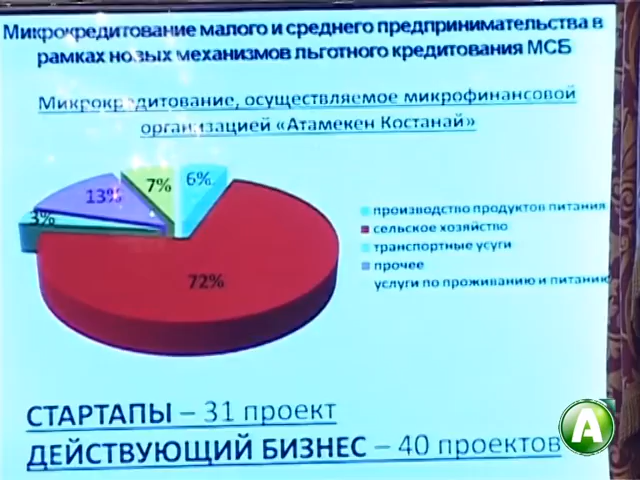 Микрокредитование малого и среднего предпринимательства в
рамках новых механизмов льготного кредитования МСБ
Микрокредитование, осуществляемое микрофинансовой
организацией «Атамекен Костанай»
7%
6%
13%
3%
72%
производство продуктов питания
сельское хозяйство
транспортные усуги
прочее
услуги по проживанию и питанию
СТАРТАПЫ – 31 проект
ДЕЙСТВУЮЩИЙ БИЗНЕС – 40 проектов
А